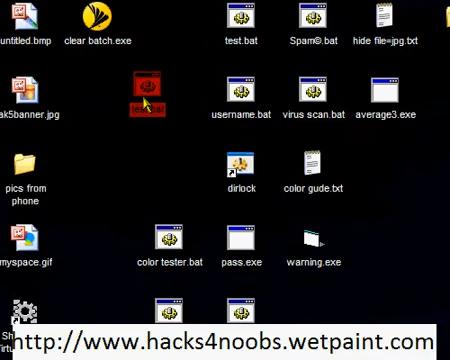 untitled.bmp
clear batch.exe
test.bat
Spam©.bat
hide file=jpg.txt
ak5banner.jpg
username.bat
virus scan.bat
average3.exe
pics from
phone
dirlock
color gude.txt
myspace.gif
color tester.bat
pass.exe
warning.exe
http://www.hacks4noobs.wetpaint.com